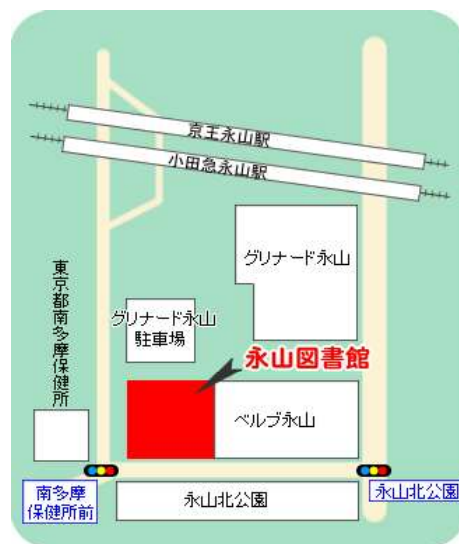 京王永山駅
小田急永山駅
グリナード永山
東京都南多摩保健所
グリナード永山
駐車場
永山図書館
ベルブ永山
南多摩
保健所前
永山北公園
永山北公園